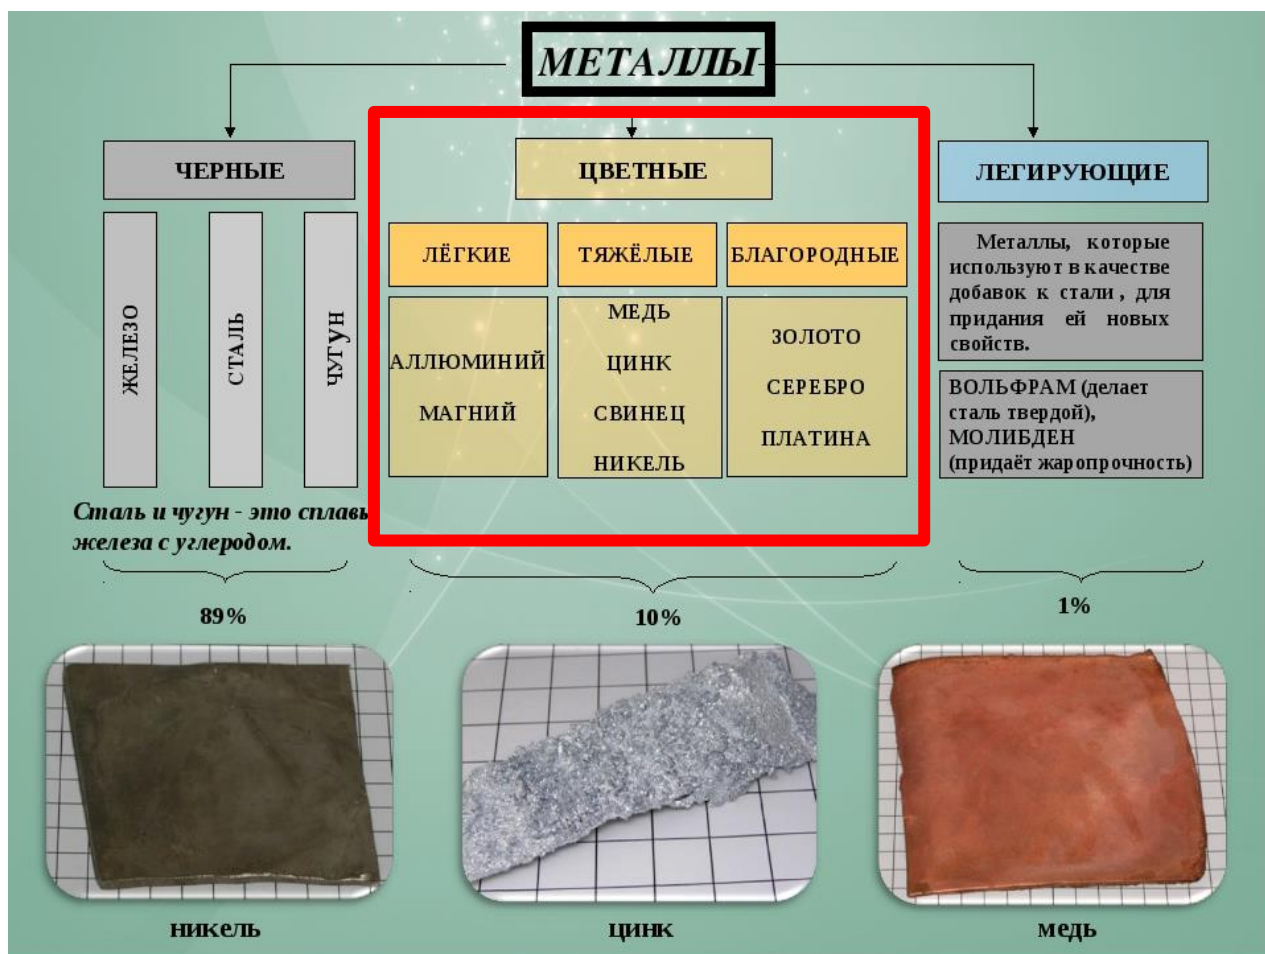 МЕТАЛЛЫ
ЧЕРНЫЕ
ЖЕЛЕЗО
СТАЛЬ
ЧУГУН
Сталь и чугун - это сплавы
железа с углеродом.
89%
ЦВЕТНЫЕ
ЛЁГКИЕ
АЛЛЮМИНИЙ
МАГНИЙ
ТЯЖЁЛЫЕ
МЕДЬ
ЦИНК
СВИНЕЦ
НИКЕЛЬ
БЛАГОРОДНЫЕ
ЗОЛОТО
СЕРЕБРО
ПЛАТИНА
10%
ЛЕГИРУЮЩИЕ
Металлы, которые
используют в качестве
добавок к стали , для
придания ей новых
свойств.
ВОЛЬФРАМ (делает
сталь твердой),
МОЛИБДЕН
(придаёт жаропрочность)
1%
никель
цинк
медь